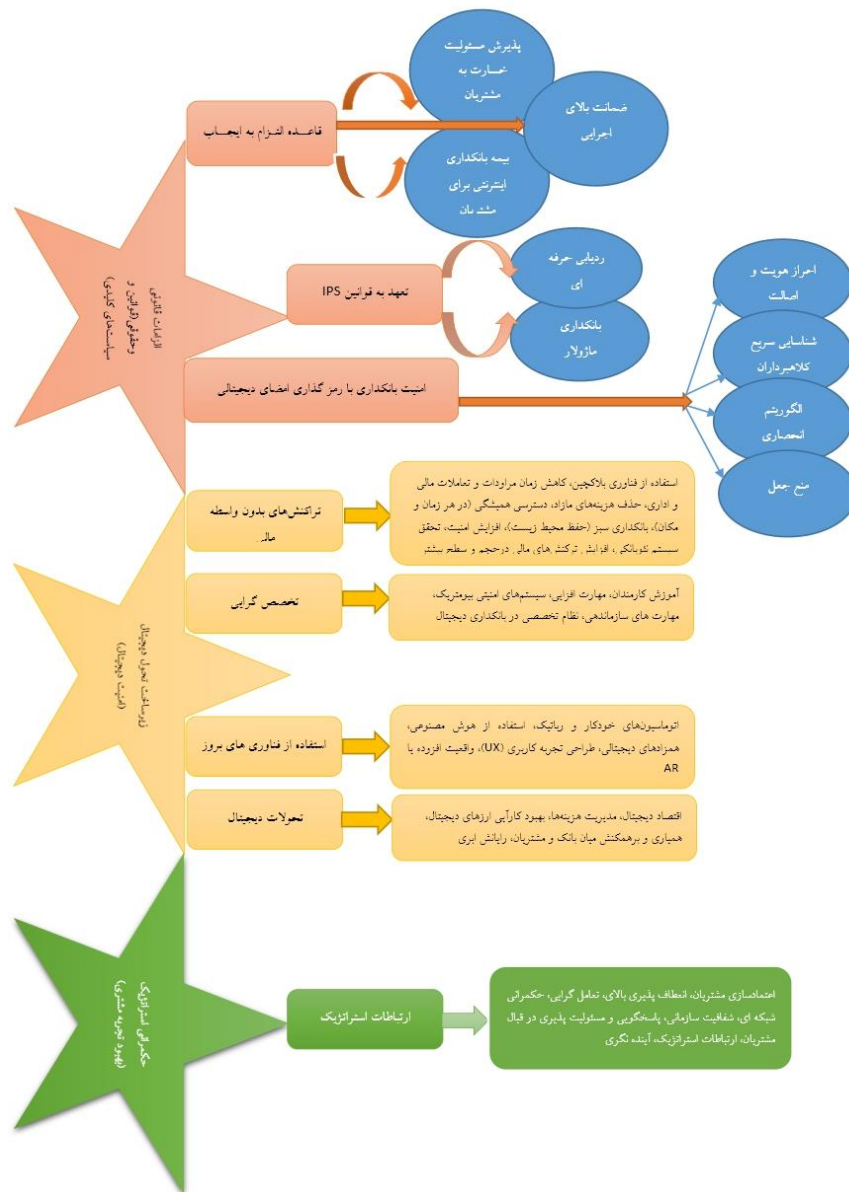 پذیرش مسئولیت
خسارت به
مشتریان
ضمانت بالای
اجرایی
قاعـــده التـــزام به ایجـــاب
بیمه بانکداری
اینترنتی برای
مشتریان
الزامات قانونی
وحقوقی(قوانین و
سیاست‌های کلیدی)
ردیابی حرفه
ای
تعهد به قوانین IPS
بانکداری
ماژولار
احراز هویت و
اصالت
شناسایی سریع
کلاهبرداران
الگوریتم
انحصاری
منع جعل
امنیت بانکداری با رمز گذاری امضای دیجیتالی
تراکنش‌های بدون واسطه
مالی
استفاده از فناوری بلاکچین، کاهش زمان مراودات و تعاملات مالی
و اداری، حذف هزینه‌های مازاد، دسترسی همیشگی (در هر زمان و
مکان)، بانکداری سبز (حفظ محیط زیست)، افزایش امنیت، تحقق
سیستم نئوبانکی، افزایش ترکنش‌های مالی درحجم و سطح بیشتر
تخصص گرایی
آموزش کارمندان، مهارت افزایی، سیستم‌های امنیتی بیومتریک،
مهارت های سازماندهی، نظام تخصصی در بانکداری دیجیتال
زیرساخت تحول دیجیتال
(امنیت دیجیتال)
استفاده از فناوری های بروز
اتوماسیون‌های خودکار و رباتیک، استفاده از هوش مصنوعی،
همزادهای دیجیتالی، طراحی تجربه کاربری (UX)، واقعیت افزوده یا
AR
تحولات دیجیتال
اقتصاد دیجیتال، مدیریت هزینه‌ها، بهبود کارآیی ارزهای دیجیتال،
همیاری و برهمکنش میان بانک و مشتریان، رایانش ابری
حکمرانی استراتژیک
(بهبود تجربه مشتری)
ارتباطات استراتژیک
اعتمادسازی مشتریان، انعطاف پذیری بالای، تعامل گرایی، حکمرانی
شبکه ای، شفافیت سازمانی، پاسخگویی و مسئولیت پذیری در قبال
مشتریان، ارتباطات استراتژیک، آینده نگری